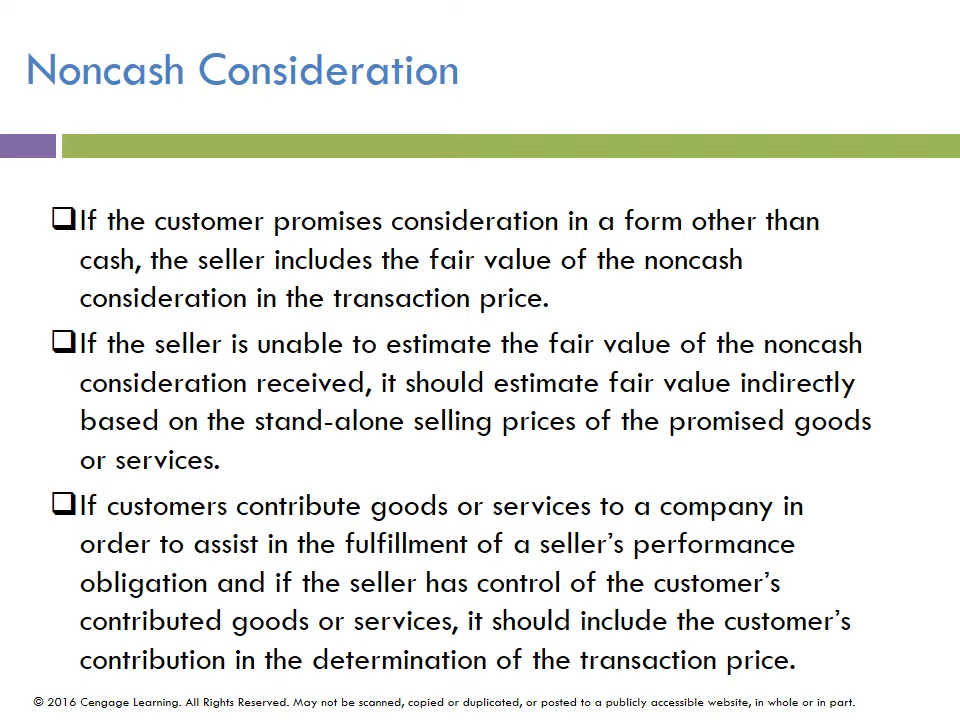 Noncash Consideration
❑If the customer promises consideration in a form other than
cash, the seller includes the fair value of the noncash
consideration in the transaction price.
❑If the seller is unable to estimate the fair value of the noncash
consideration received, it should estimate fair value indirectly
based on the stand-alone selling prices of the promised goods
or services.
❑If customers contribute goods or services to a company in
order to assist in the fulfillment of a seller’s performance
obligation and if the seller has control of the customer’s
contributed goods or services, it should include the customer’s
contribution in the determination of the transaction price.
© 2016 Cengage Learning. All Rights Reserved. May not be scanned, copied or duplicated, or posted to a publicly accessible website, in whole or in part.